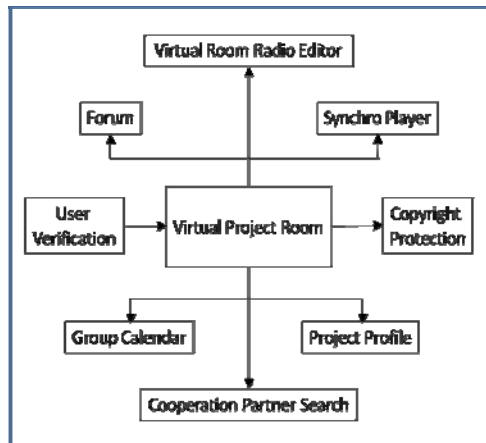 Virtual Room Radio Editor
Forum
Synchro Player
User
Verification
Virtual Project Room
Copyright
Protection
Group Calendar
Project Profile
Cooperation Partner Search